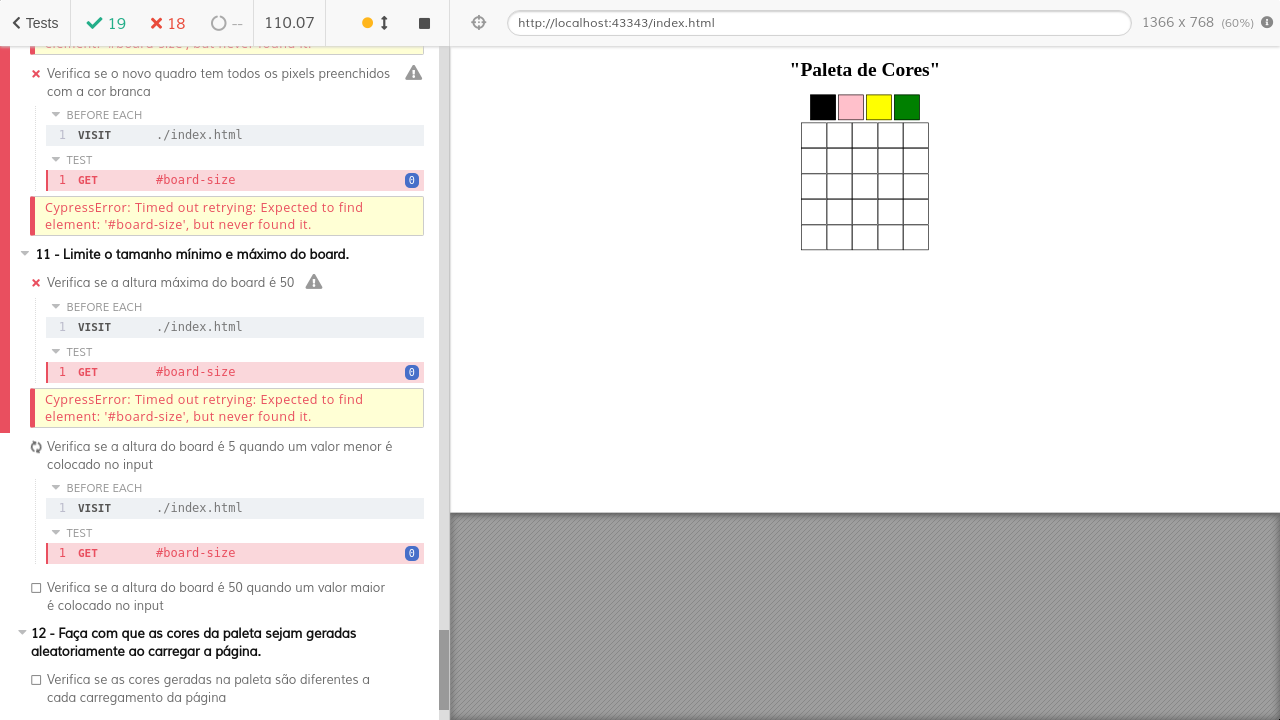 Tests
19
18
--
110.07
http://localhost:43343/index.html
1366 x 768 (60%)
element: '#board-size', but never found it.
Verifica se o novo quadro tem todos os pixels preenchidos
com a cor branca
BEFORE EACH
1 VISIT ./index.html
TEST
1 GET #board-size 0
CypressError: Timed out retrying: Expected to find
element: '#board-size', but never found it.
11 - Limite o tamanho mínimo e máximo do board.
Verifica se a altura máxima do board é 50
BEFORE EACH
1 VISIT ./index.html
TEST
1 GET #board-size 0
CypressError: Timed out retrying: Expected to find
element: '#board-size', but never found it.
Verifica se a altura do board é 5 quando um valor menor é
colocado no input
BEFORE EACH
1 VISIT ./index.html
TEST
1 GET #board-size 0
Verifica se a altura do board é 50 quando um valor maior
é colocado no input
12 - Faça com que as cores da paleta sejam geradas
aleatoriamente ao carregar a página.
Verifica se as cores geradas na paleta são diferentes a
cada carregamento da página
"Paleta de Cores"